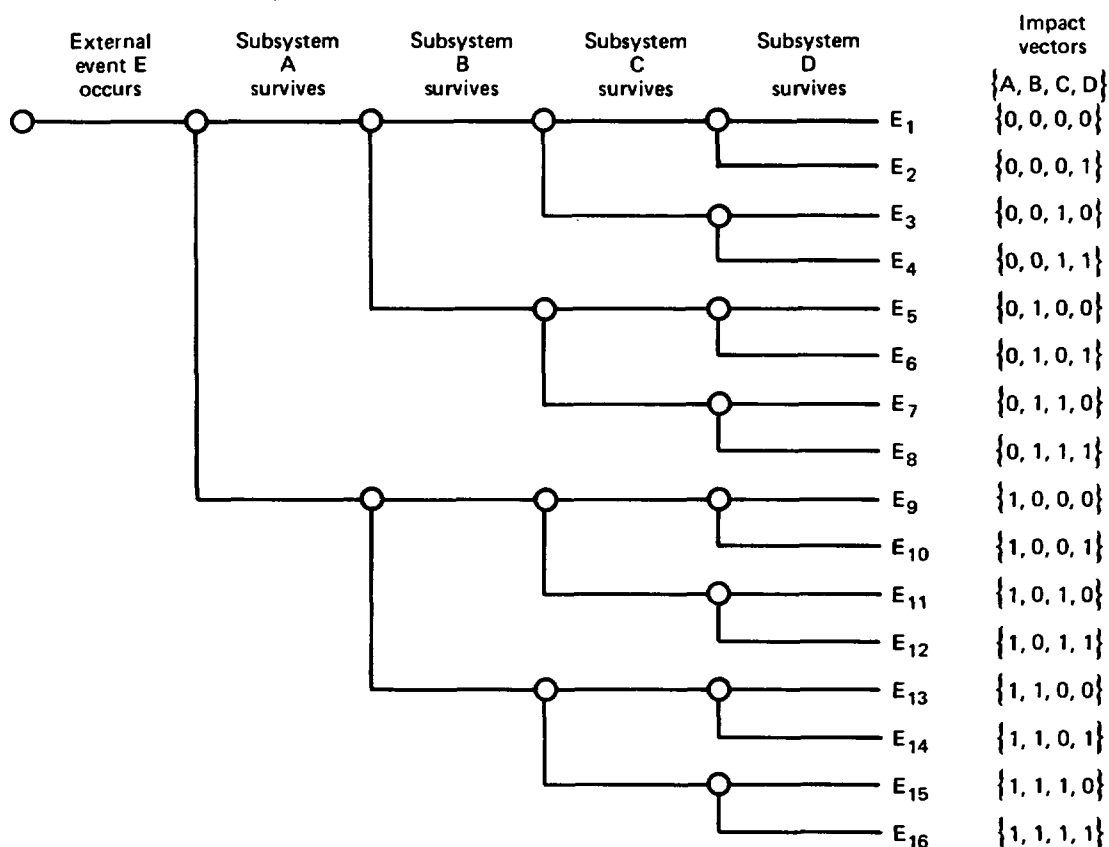 External event E occurs
Subsystem A survives
Subsystem B survives
Subsystem C survives
Subsystem D survives
Impact vectors
{A, B, C, D}
E1 {0, 0, 0, 0}
E2 {0, 0, 0, 1}
E3 {0, 0, 1, 0}
E4 {0, 0, 1, 1}
E5 {0, 1, 0, 0}
E6 {0, 1, 0, 1}
E7 {0, 1, 1, 0}
E8 {0, 1, 1, 1}
E9 {1, 0, 0, 0}
E10 {1, 0, 0, 1}
E11 {1, 0, 1, 0}
E12 {1, 0, 1, 1}
E13 {1, 1, 0, 0}
E14 {1, 1, 0, 1}
E15 {1, 1, 1, 0}
E16 {1, 1, 1, 1}